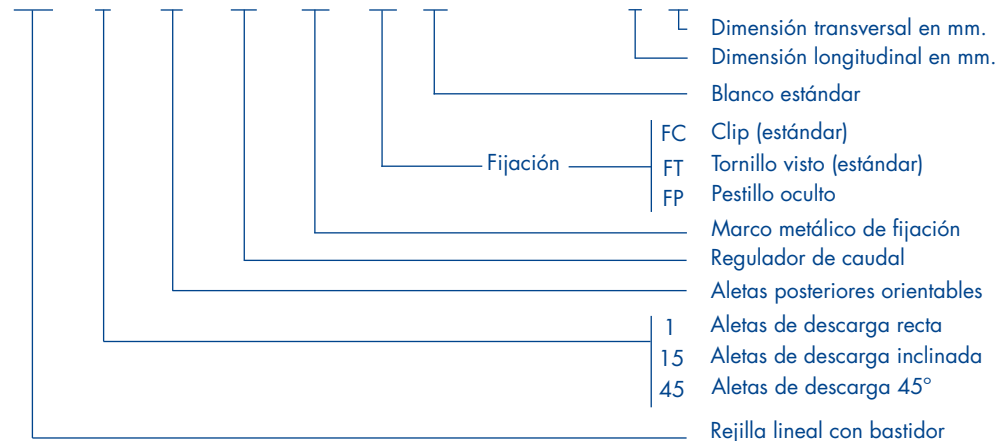 Dimensión transversal en mm.
Dimensión longitudinal en mm.
Blanco estándar
FC Clip (estándar)
Fijación FT Tornillo visto (estándar)
FP Pestillo oculto
Marco metálico de fijación
Regulador de caudal
Aletas posteriores orientables
1 Aletas de descarga recta
15 Aletas de descarga inclinada
45 Aletas de descarga 45°
Rejilla lineal con bastidor